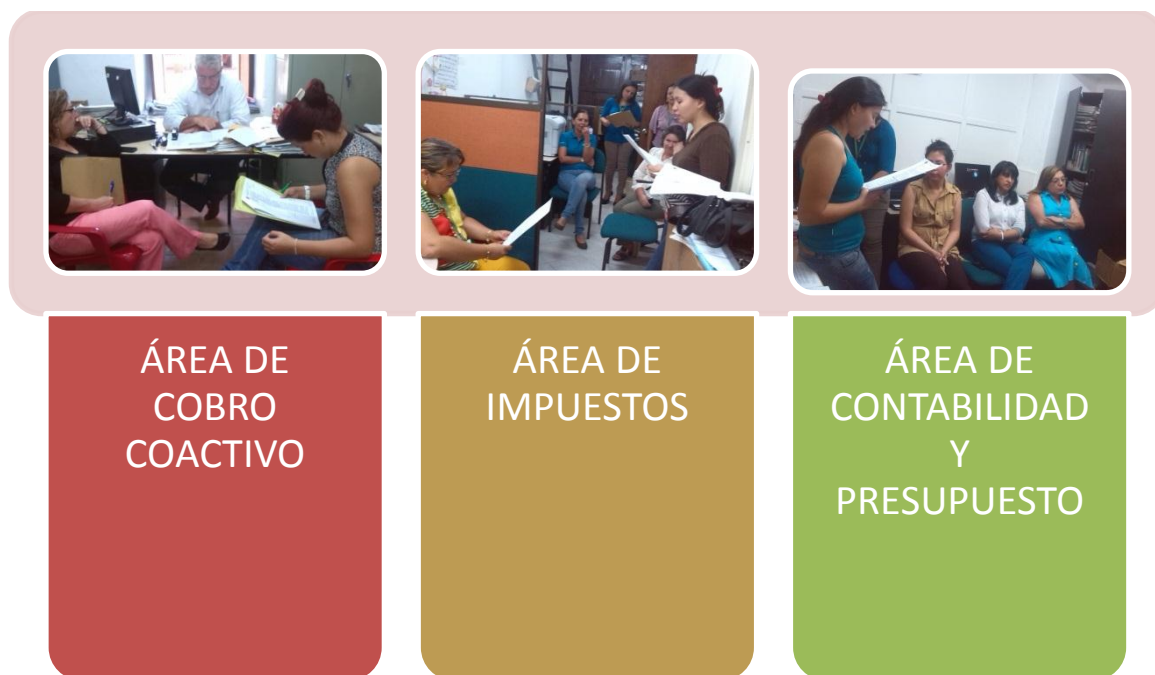 ÁREA DE
COBRO
COACTIVO
ÁREA DE
IMPUESTOS
ÁREA DE
CONTABILIDAD
Y
PRESUPUESTO